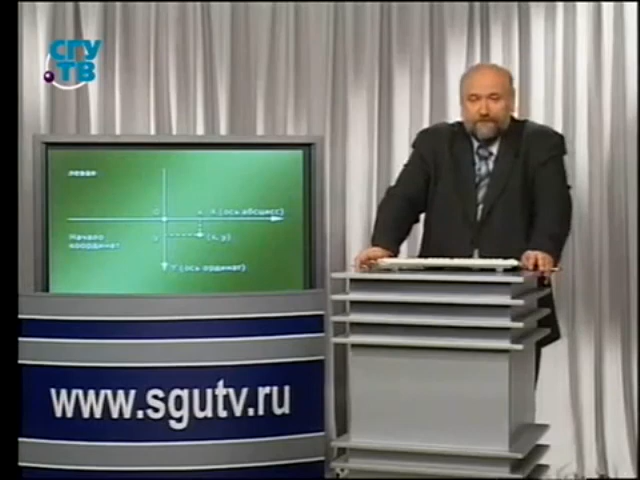 СГУ
ТВ
левая
0
x
X (ось абсцисс)
Начало
координат
y
(x, y)
Y (ось ординат)
www.sgutv.ru